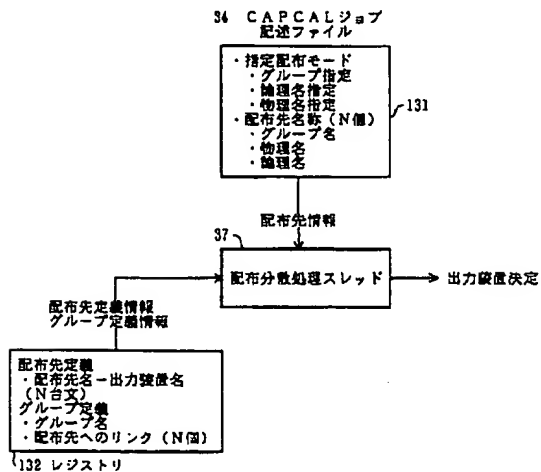 34 CAPCALジョブ
記述ファイル
・指定配布モード
・グループ指定
・論理名指定
・物理名指定
・配布先名称(N個)
・グループ名
・物理名
・論理名
131
配布先情報
37
配布分散処理スレッド
出力装置決定
配布先定義情報
グループ定義情報
配布先定義
・配布先名-出力装置名
(N台文)
グループ定義
・グループ名
・配布先へのリンク(N個)
132 レジストリ